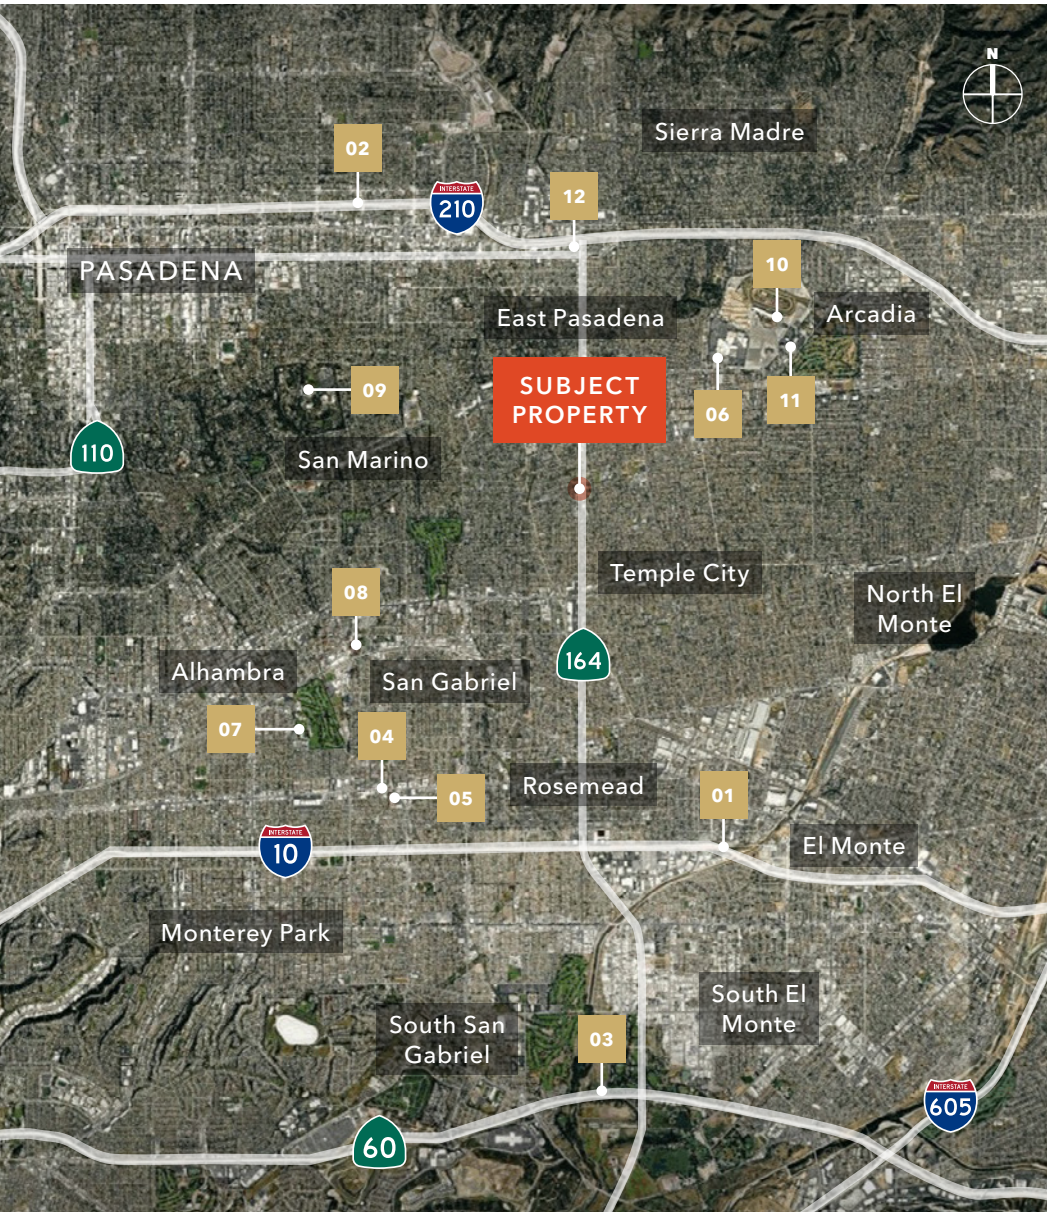 N
Sierra Madre
02
INTERSTATE
210
12
PASADENA
10
East Pasadena
Arcadia
SUBJECT
PROPERTY
09
06
11
110
San Marino
Temple City
08
North El
Monte
164
Alhambra
San Gabriel
07
04
Rosemead
05
01
INTERSTATE
10
El Monte
Monterey Park
South El
Monte
South San
Gabriel
03
INTERSTATE
605
60